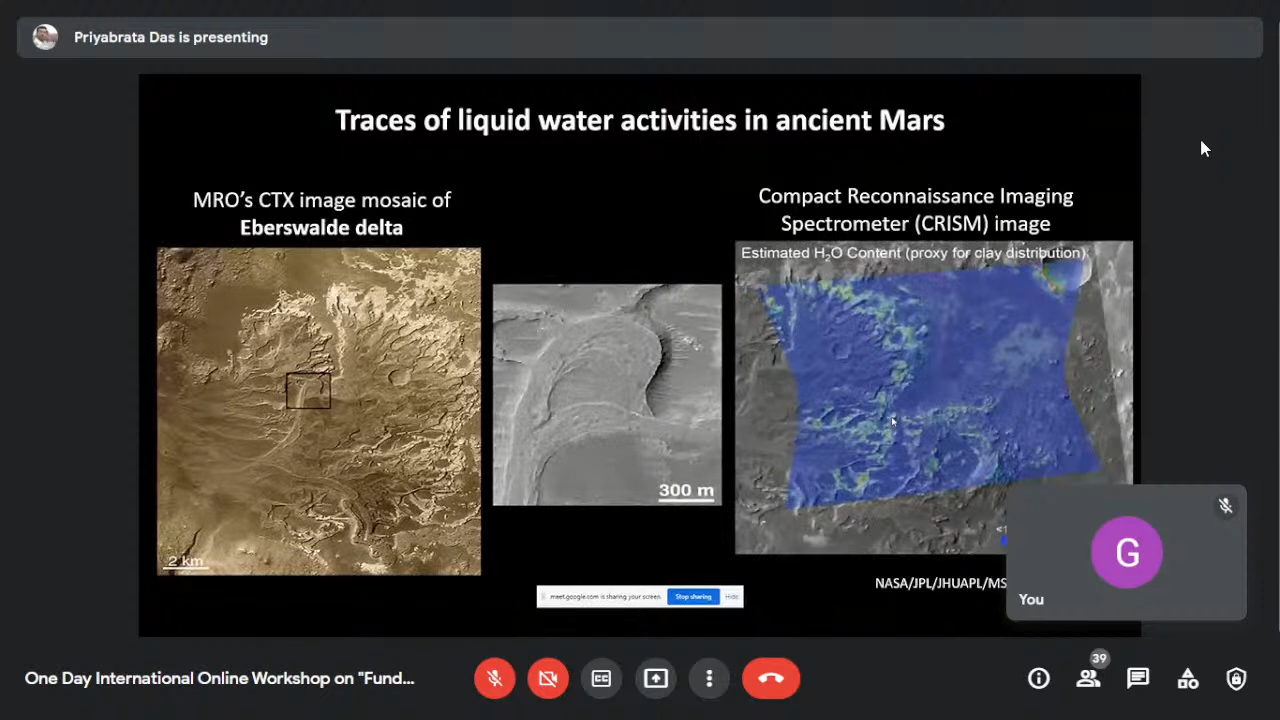 Priyabrata Das is presenting
Traces of liquid water activities in ancient Mars
MRO's CTX image mosaic of
Eberswalde delta
Compact Reconnaissance Imaging
Spectrometer (CRISM) image
Estimated H₂O Content (proxy for clay distribution)
300 m
2 km
NASA/JPL/JHUAPL/MS
meet.google.com is sharing your screen.
Stop sharing
Hide
G
You
One Day International Online Workshop on "Fund...
CC
39